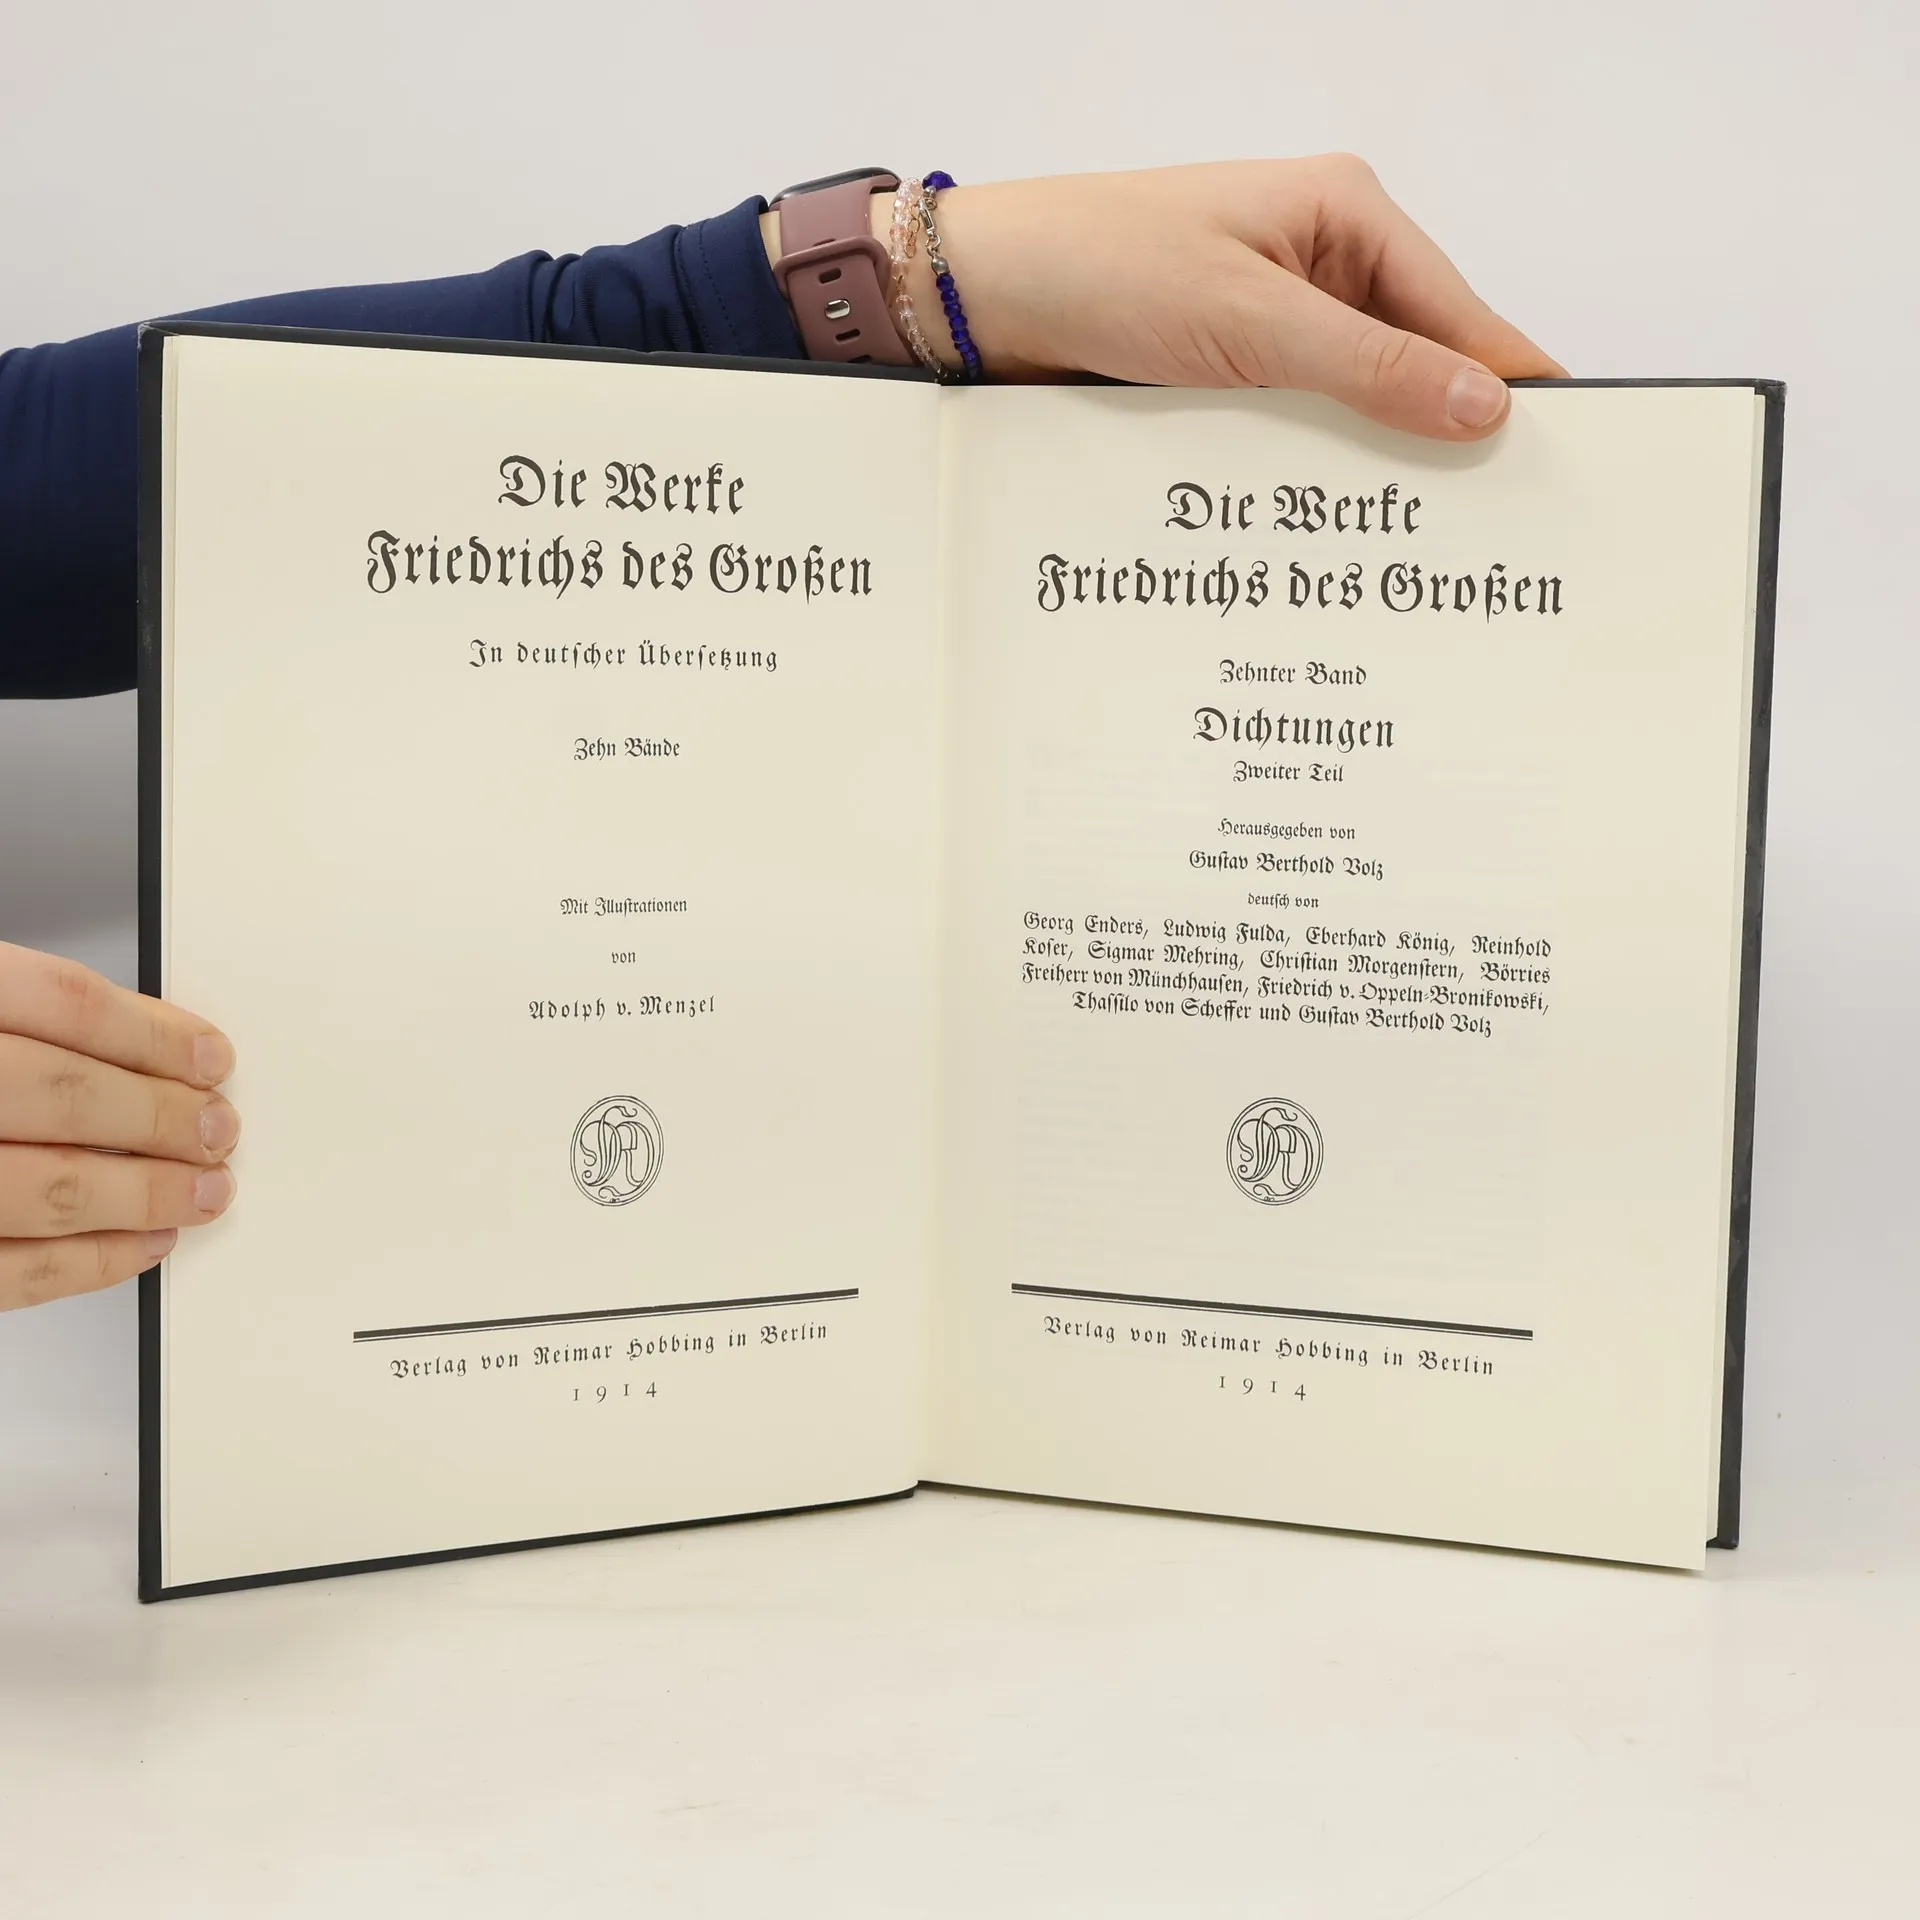 Die Werke
Friedrichs des Großen
In deutscher Übersetzung
Zehn Bände
Mit Illustrationen
von
Adolph v. Menzel
Verlag von Reimar Hobbing in Berlin
1914
Die Werke
Friedrichs des Großen
Zehnter Band
Dichtungen
Zweiter Teil
Herausgegeben von
Gustav Berthold Volz
deutsch von
Georg Enders, Ludwig Fulda, Eberhard König, Reinhold
Koser, Sigmar Mehring, Christian Morgenstern, Börries
Freiherr von Münchhausen, Friedrich v. Oppeln-Bronikowski,
Thassilo von Scheffer und Gustav Berthold Volz
Verlag von Reimar Hobbing in Berlin
1914